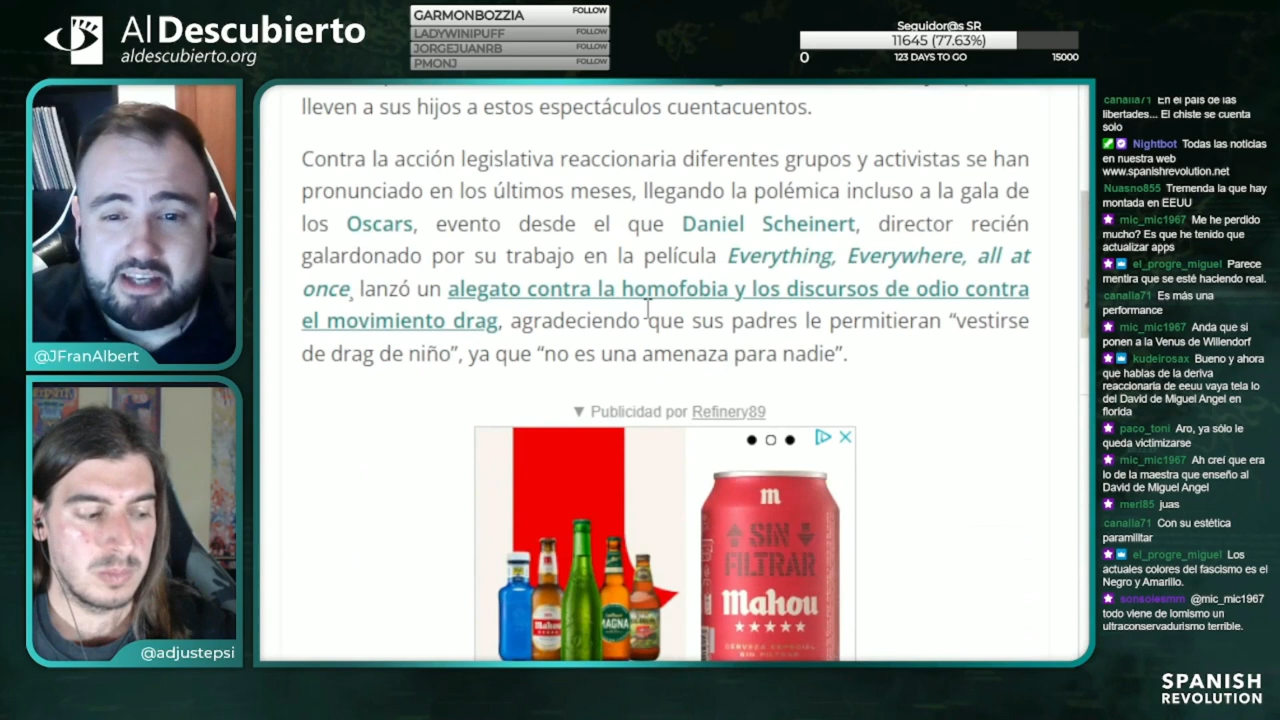 Al Descubierto
aldescubierto.org
GARMONBOZZIA FOLLOW
LADYWINIPUFF FOLLOW
JORGEJUANRB FOLLOW
PMONJ FOLLOW
Seguidor@s SR
11645 (77.63%)
0 123 DAYS TO GO 15000
@JFranAlbert
@adjustepsi
lleven a sus hijos a estos espectáculos cuentacuentos.
Contra la acción legislativa reaccionaria diferentes grupos y activistas se han
pronunciado en los últimos meses, llegando la polémica incluso a la gala de
los Oscars, evento desde el que Daniel Scheinert, director recién
galardonado por su trabajo en la película Everything, Everywhere, all at
once, lanzó un alegato contra la homofobia y los discursos de odio contra
el movimiento drag, agradeciendo que sus padres le permitieran “vestirse
de drag de niño”, ya que “no es una amenaza para nadie”.
▼ Publicidad por Refinery89
m
SIN
FILTRAR
Mahou
CERVEZA ESPECIAL
SIN FILTRAR
Mahou
MAGNA
canalla71 En el país de las
libertades... El chiste se cuenta
solo
Nightbot Todas las noticias
en nuestra web
www.spanishrevolution.net
Nuasno855 Tremenda la que hay
montada en EEUU
mic_mic1967 Me he perdido
mucho? Es que he tenido que
actualizar apps
el_progre_miguel Parece
mentira que se esté haciendo real.
canalla71 Es más una
performance
mic_mic1967 Anda que si
ponen a la Venus de Willendorf
kudeirosax Bueno y ahora
que hablas de la deriva
reaccionaria de eeuu vaya tela lo
del David de Miguel Angel en
florida
paco_toni Aro, ya sólo le
queda victimizarse
mic_mic1967 Ah creí que era
lo de la maestra que enseño al
David de Miguel Angel
merl85 juas
canalla71 Con su estética
paramilitar
el_progre_miguel Los
actuales colores del fascismo es el
Negro y Amarillo.
sonsolesmm @mic_mic1967
todo viene de lomismo un
ultraconservadurismo terrible.
SPANISH
REVOLUTION